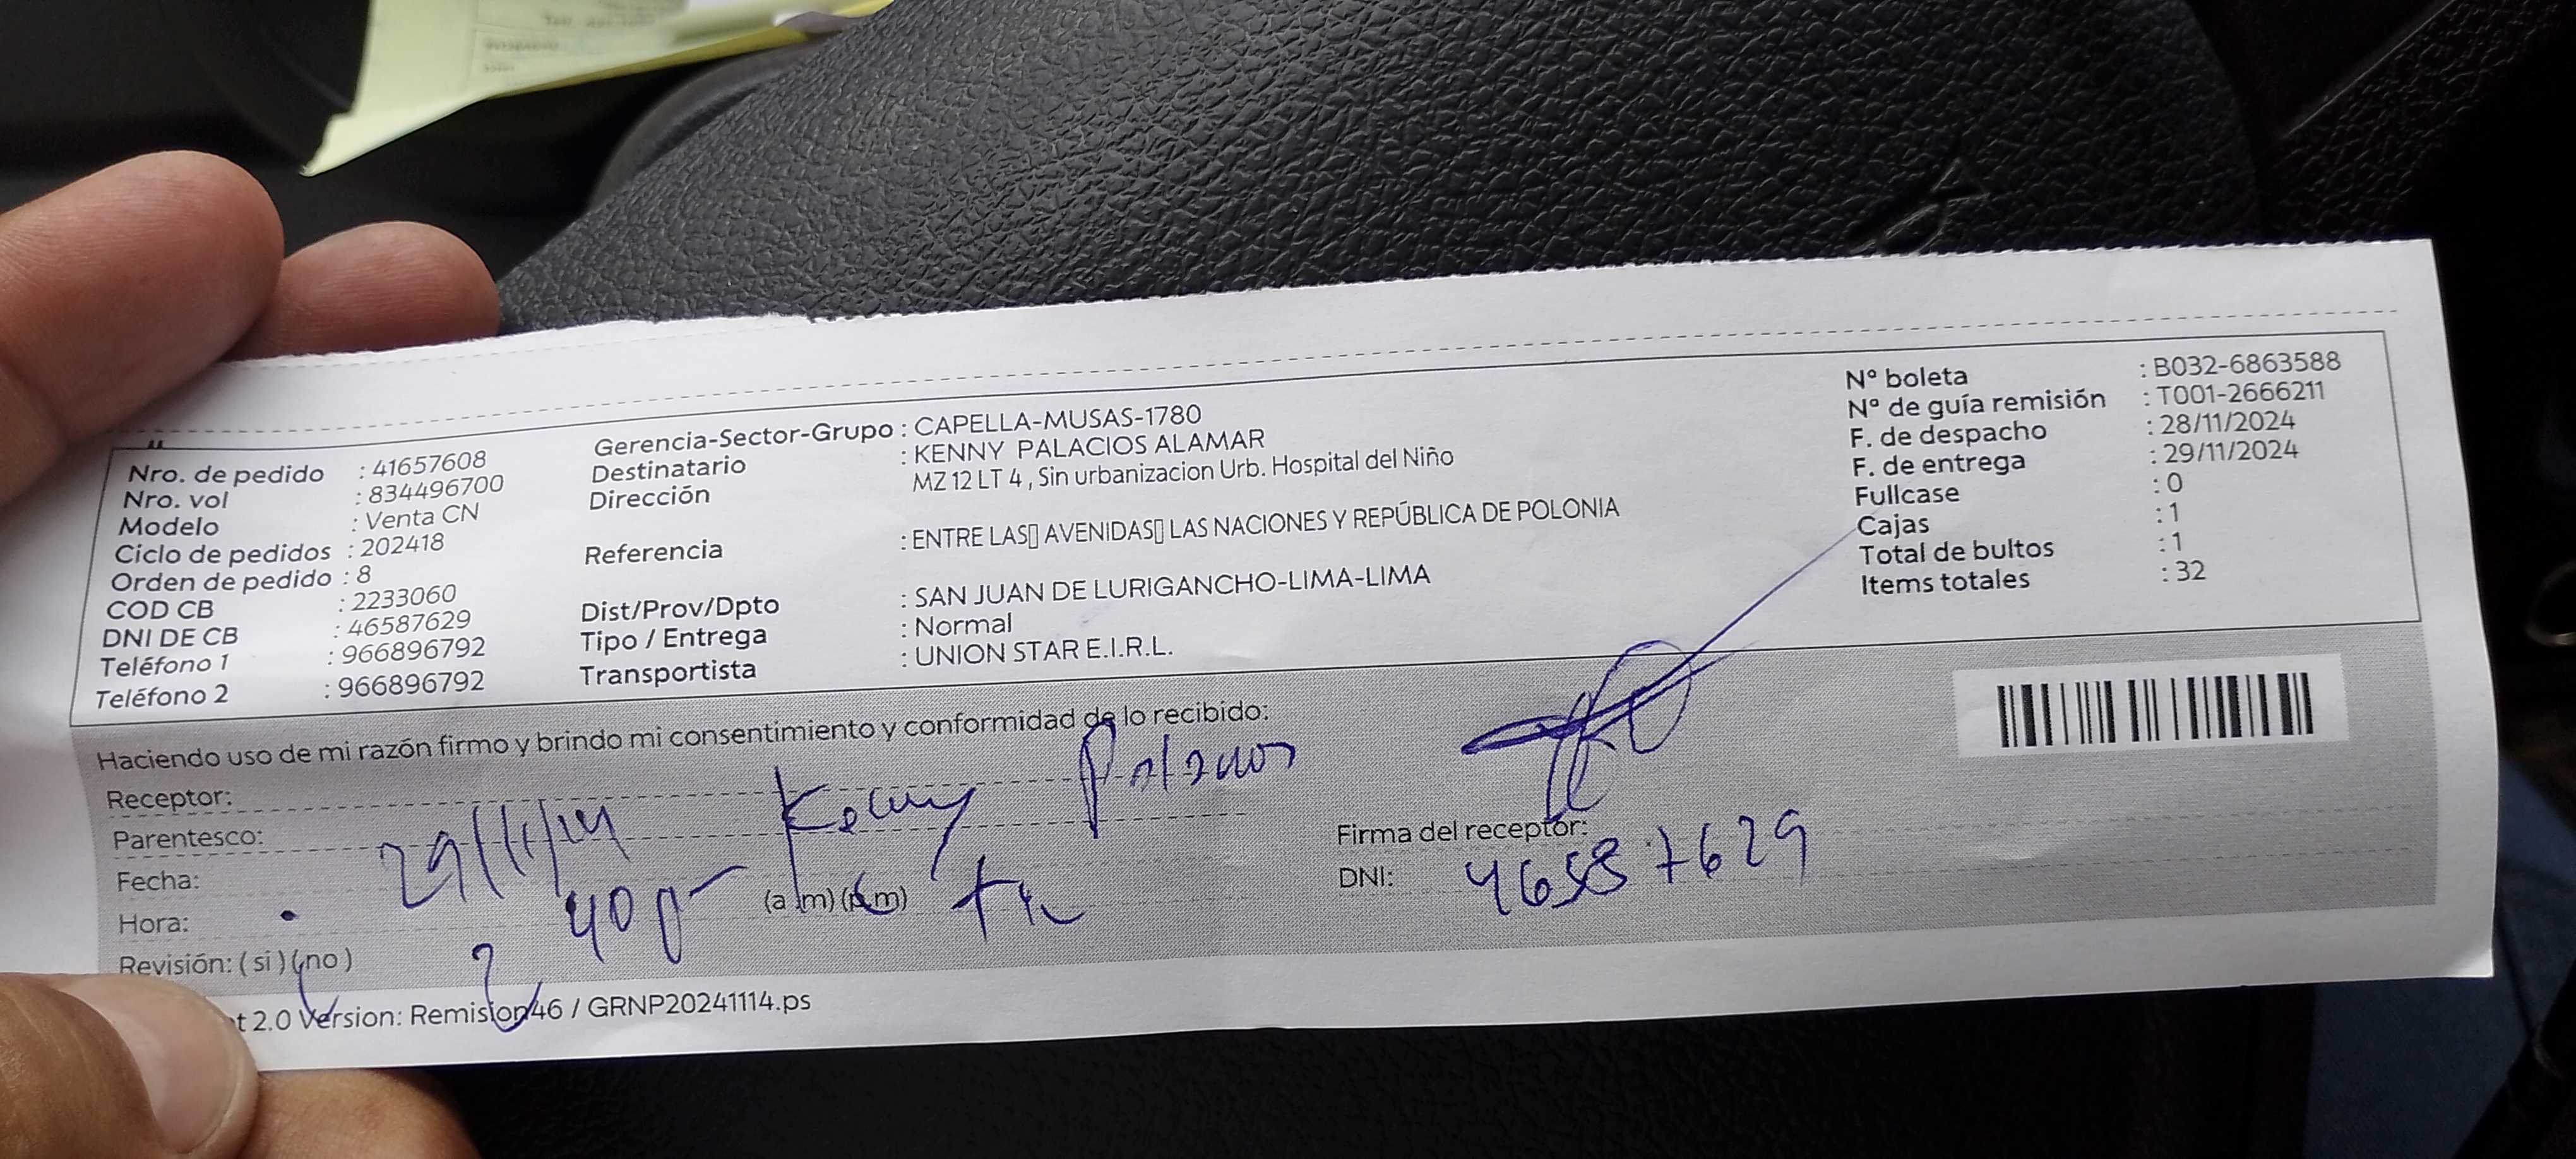 Nro. de pedido : 41657608
Nro. vol : 834496700
Modelo : Venta CN
Ciclo de pedidos : 202418
Orden de pedido : 8
COD CB : 2233060
DNI DE CB : 46587629
Teléfono 1 : 966896792
Teléfono 2 : 966896792
Gerencia-Sector-Grupo : CAPELLA-MUSAS-1780
Destinatario : KENNY PALACIOS ALAMAR
Dirección MZ 12 LT 4 , Sin urbanizacion Urb. Hospital del Niño
Referencia : ENTRE LAS▯ AVENIDAS▯ LAS NACIONES Y REPÚBLICA DE POLONIA
Dist/Prov/Dpto : SAN JUAN DE LURIGANCHO-LIMA-LIMA
Tipo / Entrega : Normal
Transportista : UNION STAR E.I.R.L.
Nº boleta : B032-6863588
Nº de guía remisión : T001-2666211
F. de despacho : 28/11/2024
F. de entrega : 29/11/2024
Fullcase : 0
Cajas : 1
Total de bultos : 1
Items totales : 32
Haciendo uso de mi razón firmo y brindo mi consentimiento y conformidad de lo recibido:
Receptor: Kenny Palacios
Parentesco:
Fecha: 29/11/24
Hora: (a m) (p m)
Revisión: ( si ) ( no )
Firma del receptor:
DNI: 46587629
t 2.0 Version: Remision46 / GRNP20241114.ps